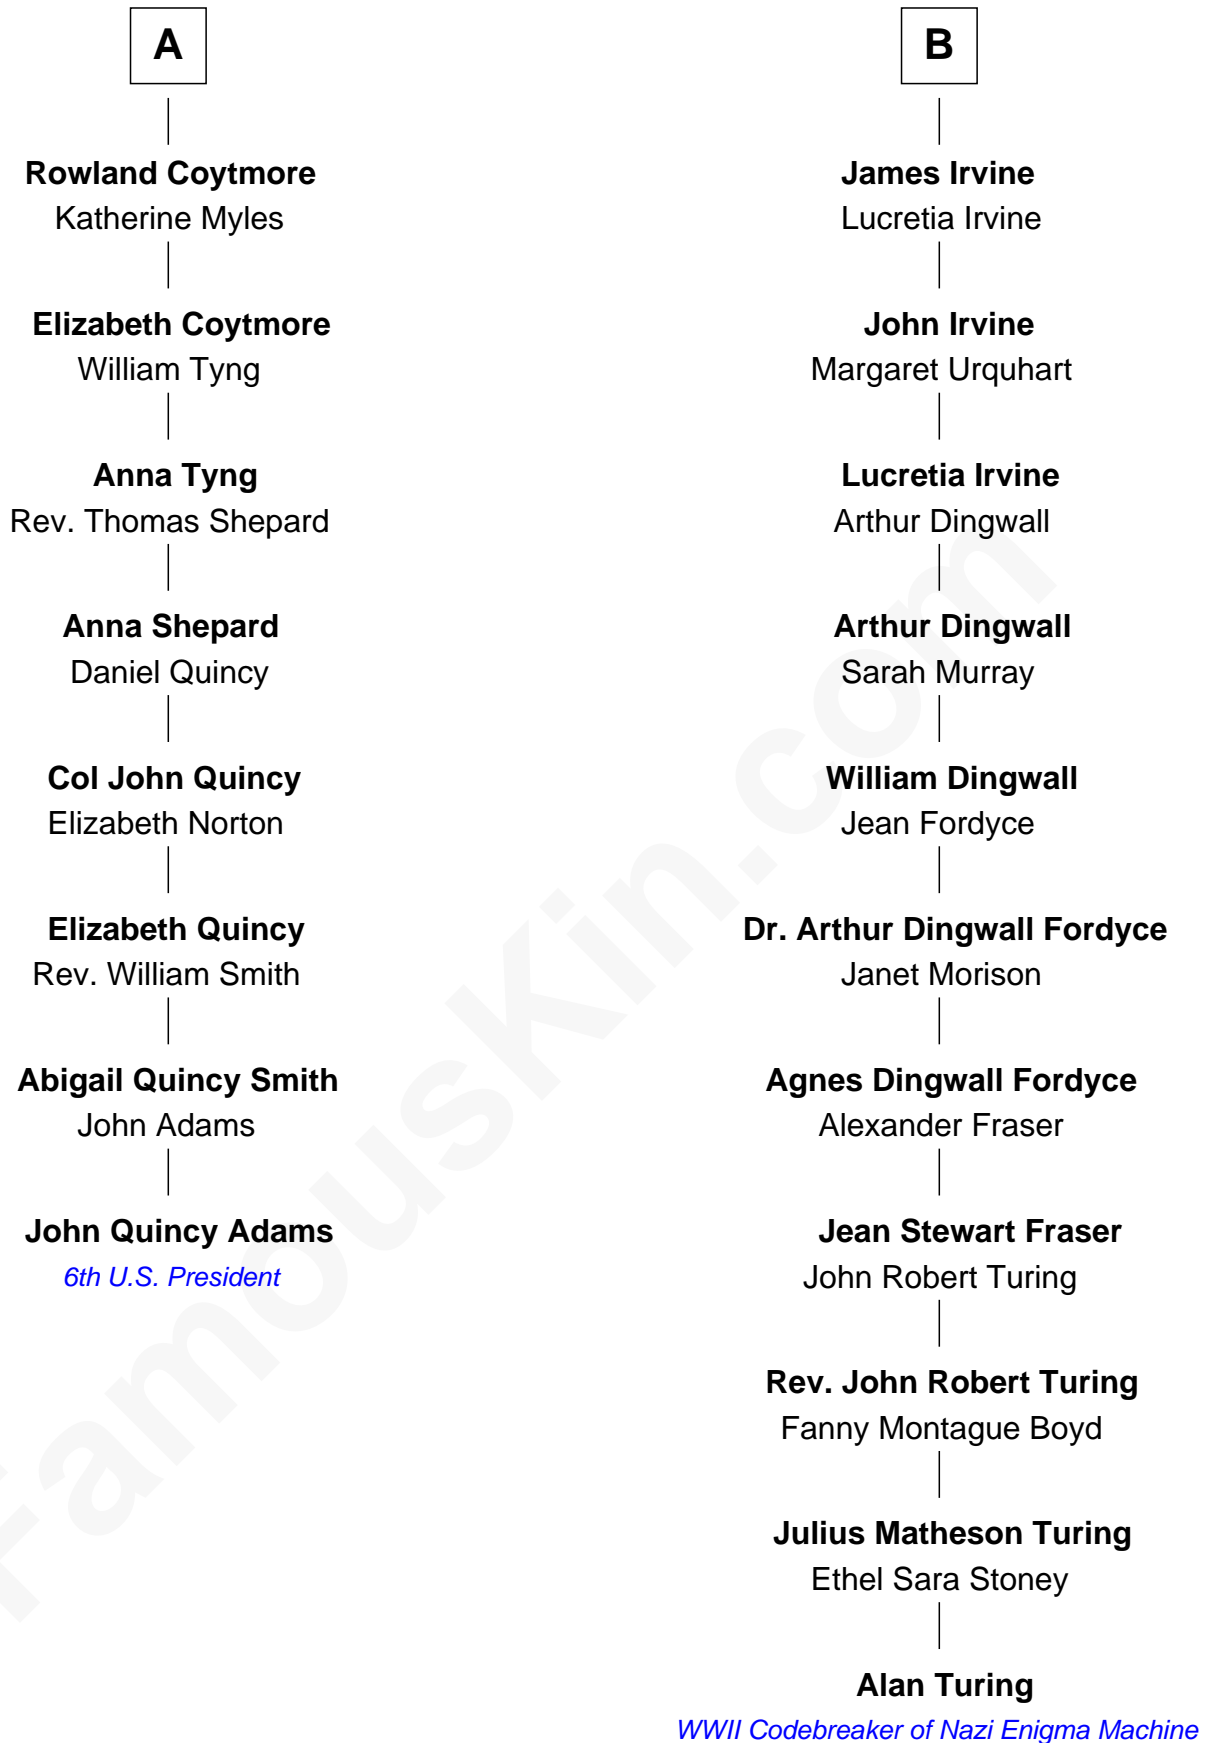 A
Rowland Coytmore
Katherine Myles
Elizabeth Coytmore
William Tyng
Anna Tyng
Rev. Thomas Shepard
Anna Shepard
Daniel Quincy
Col John Quincy
Elizabeth Norton
Elizabeth Quincy
Rev. William Smith
Abigail Quincy Smith
John Adams
John Quincy Adams
6th U.S. President
B
James Irvine
Lucretia Irvine
John Irvine
Margaret Urquhart
Lucretia Irvine
Arthur Dingwall
Arthur Dingwall
Sarah Murray
William Dingwall
Jean Fordyce
Dr. Arthur Dingwall Fordyce
Janet Morison
Agnes Dingwall Fordyce
Alexander Fraser
Jean Stewart Fraser
John Robert Turing
Rev. John Robert Turing
Fanny Montague Boyd
Julius Matheson Turing
Ethel Sara Stoney
Alan Turing
WWII Codebreaker of Nazi Enigma Machine
FamousKin.com